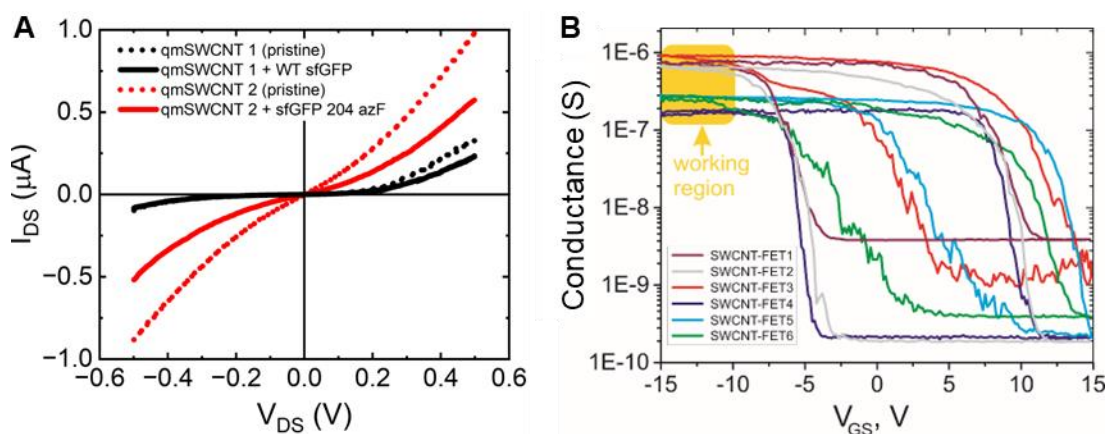 A
qmSWCNT 1 (pristine)
qmSWCNT 1 + WT sfGFP
qmSWCNT 2 (pristine)
qmSWCNT 2 + sfGFP 204 azF
1.0
0.5
0.0
−0.5
−1.0
I_DS (μA)
−0.6 −0.4 −0.2 0.0 0.2 0.4 0.6
V_DS (V)
B
1E-6
1E-7
1E-8
1E-9
1E-10
Conductance (S)
working
region
SWCNT-FET1
SWCNT-FET2
SWCNT-FET3
SWCNT-FET4
SWCNT-FET5
SWCNT-FET6
-15 -10 -5 0 5 10 15
V_GS, V